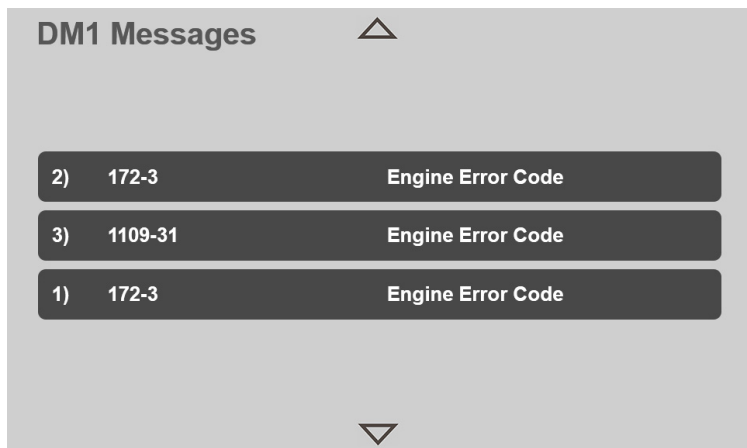 DM1 Messages
2) 172-3 Engine Error Code
3) 1109-31 Engine Error Code
1) 172-3 Engine Error Code